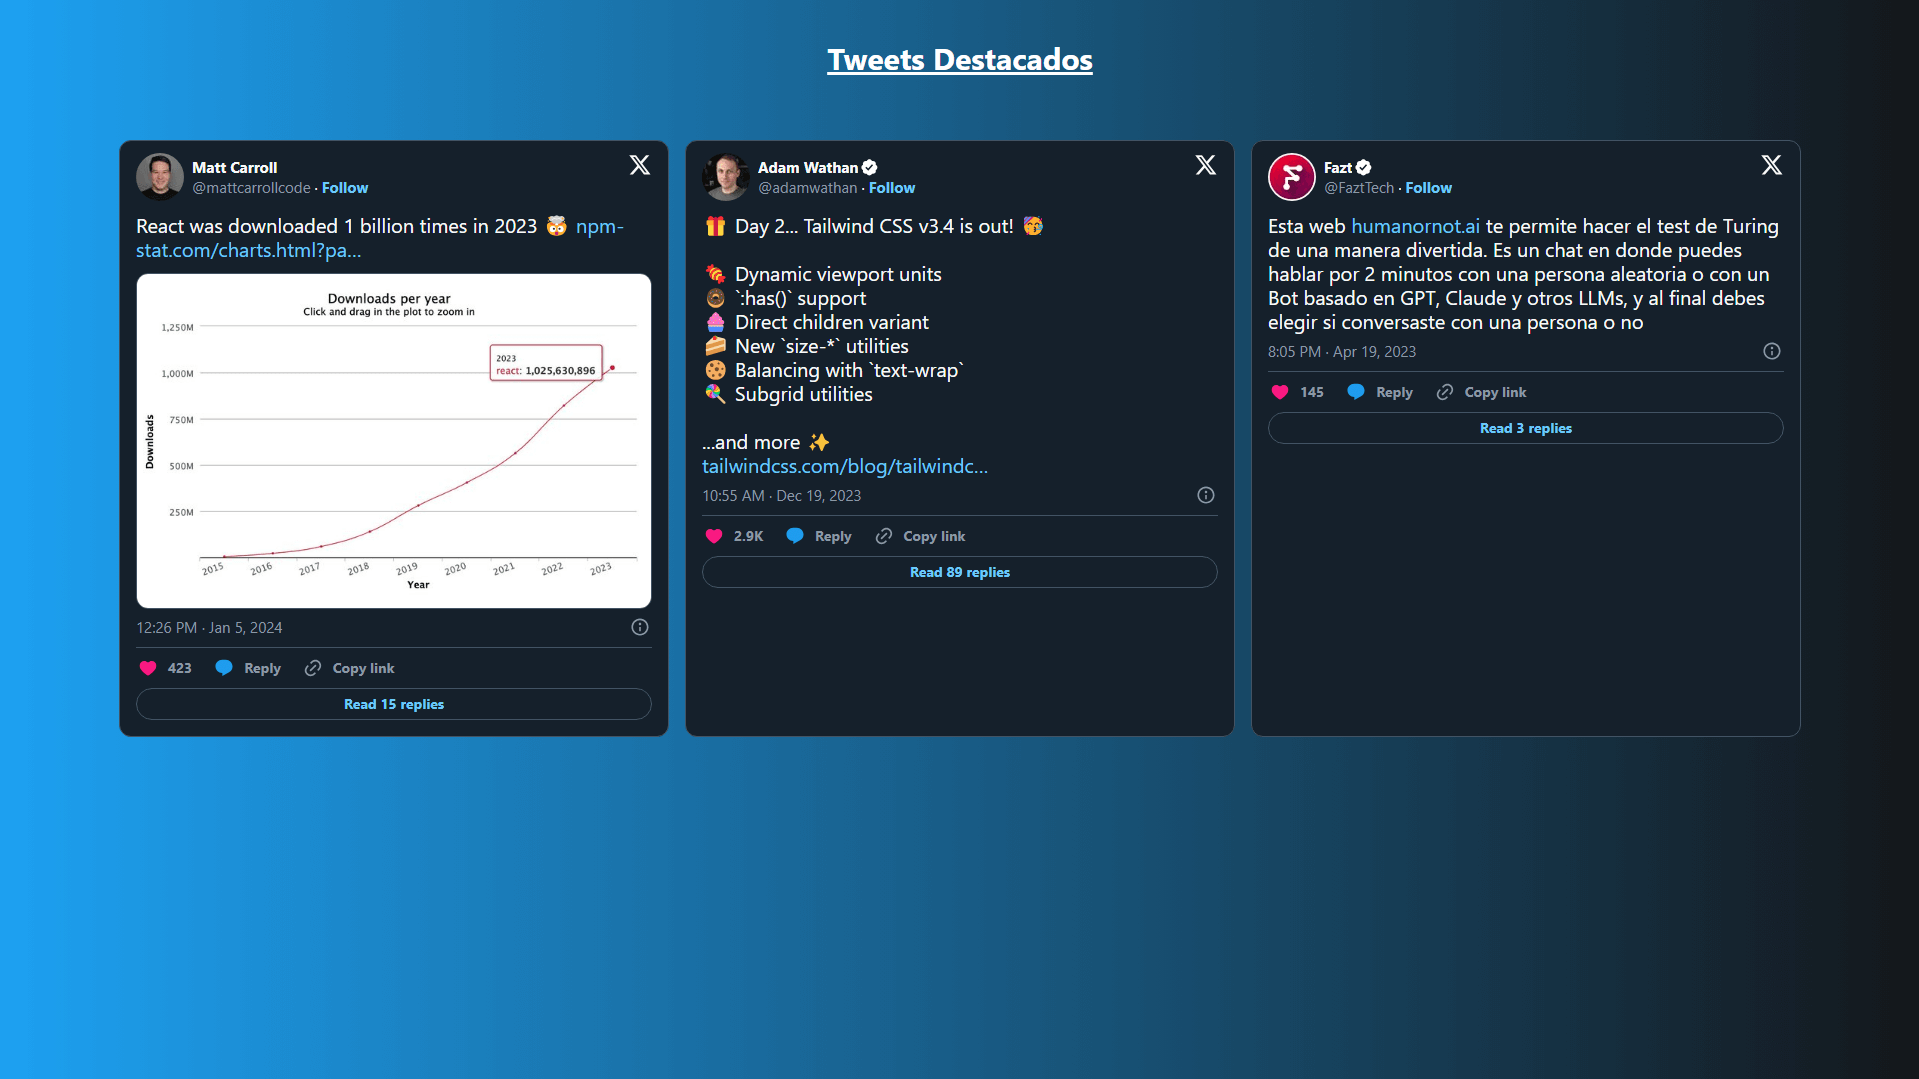 Tweets Destacados
Matt Carroll
@mattcarrollcode · Follow
React was downloaded 1 billion times in 2023 🤯 npm-
stat.com/charts.html?pa...
Downloads per year
Click and drag in the plot to zoom in
1,250M
1,000M
750M
500M
250M
Downloads
2023
react: 1,025,630,896
2015 2016 2017 2018 2019 2020 2021 2022 2023
Year
12:26 PM · Jan 5, 2024
423 Reply Copy link
Read 15 replies
Adam Wathan
@adamwathan · Follow
🎁 Day 2... Tailwind CSS v3.4 is out! 🥳
🍬 Dynamic viewport units
🍩 `:has()` support
🧁 Direct children variant
🍰 New `size-*` utilities
🍪 Balancing with `text-wrap`
🍭 Subgrid utilities
...and more ✨
tailwindcss.com/blog/tailwindc...
10:55 AM · Dec 19, 2023
2.9K Reply Copy link
Read 89 replies
Fazt
@FaztTech · Follow
Esta web humanornot.ai te permite hacer el test de Turing
de una manera divertida. Es un chat en donde puedes
hablar por 2 minutos con una persona aleatoria o con un
Bot basado en GPT, Claude y otros LLMs, y al final debes
elegir si conversaste con una persona o no
8:05 PM · Apr 19, 2023
145 Reply Copy link
Read 3 replies